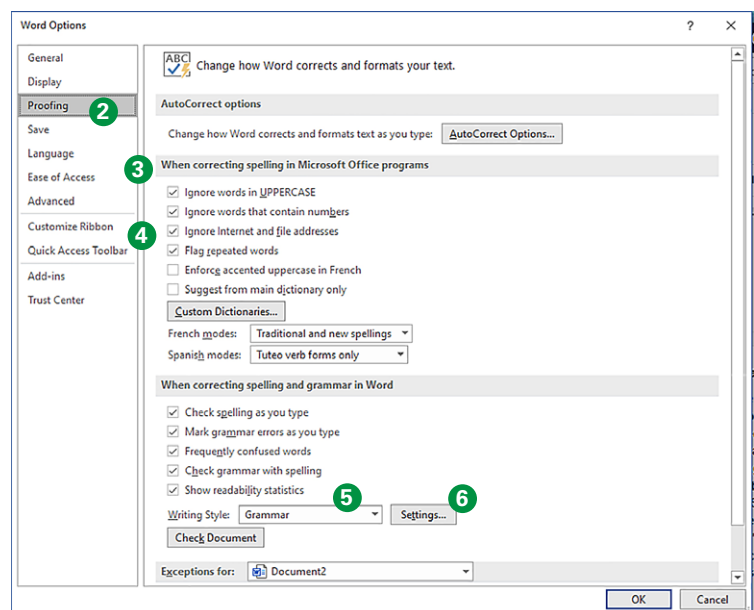 Word Options ? ×
General
Display
Proofing
2
Save
Language
Ease of Access
Advanced
Customize Ribbon
Quick Access Toolbar
Add-ins
Trust Center
ABC
Change how Word corrects and formats your text.
AutoCorrect options
Change how Word corrects and formats text as you type: AutoCorrect Options...
3
When correcting spelling in Microsoft Office programs
Ignore words in UPPERCASE
Ignore words that contain numbers
4
Ignore Internet and file addresses
Flag repeated words
Enforce accented uppercase in French
Suggest from main dictionary only
Custom Dictionaries...
French modes: Traditional and new spellings
Spanish modes: Tuteo verb forms only
When correcting spelling and grammar in Word
Check spelling as you type
Mark grammar errors as you type
Frequently confused words
Check grammar with spelling
Show readability statistics
5 6
Writing Style: Grammar Settings...
Check Document
Exceptions for: Document2
OK Cancel